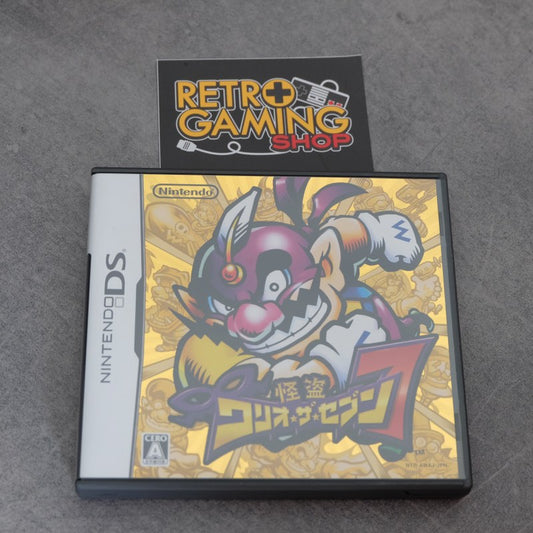 RETRO
GAMING
SHOP
Nintendo
NINTENDO DS
怪盗
ワリオ★ザ★セブン
7
CERO
A